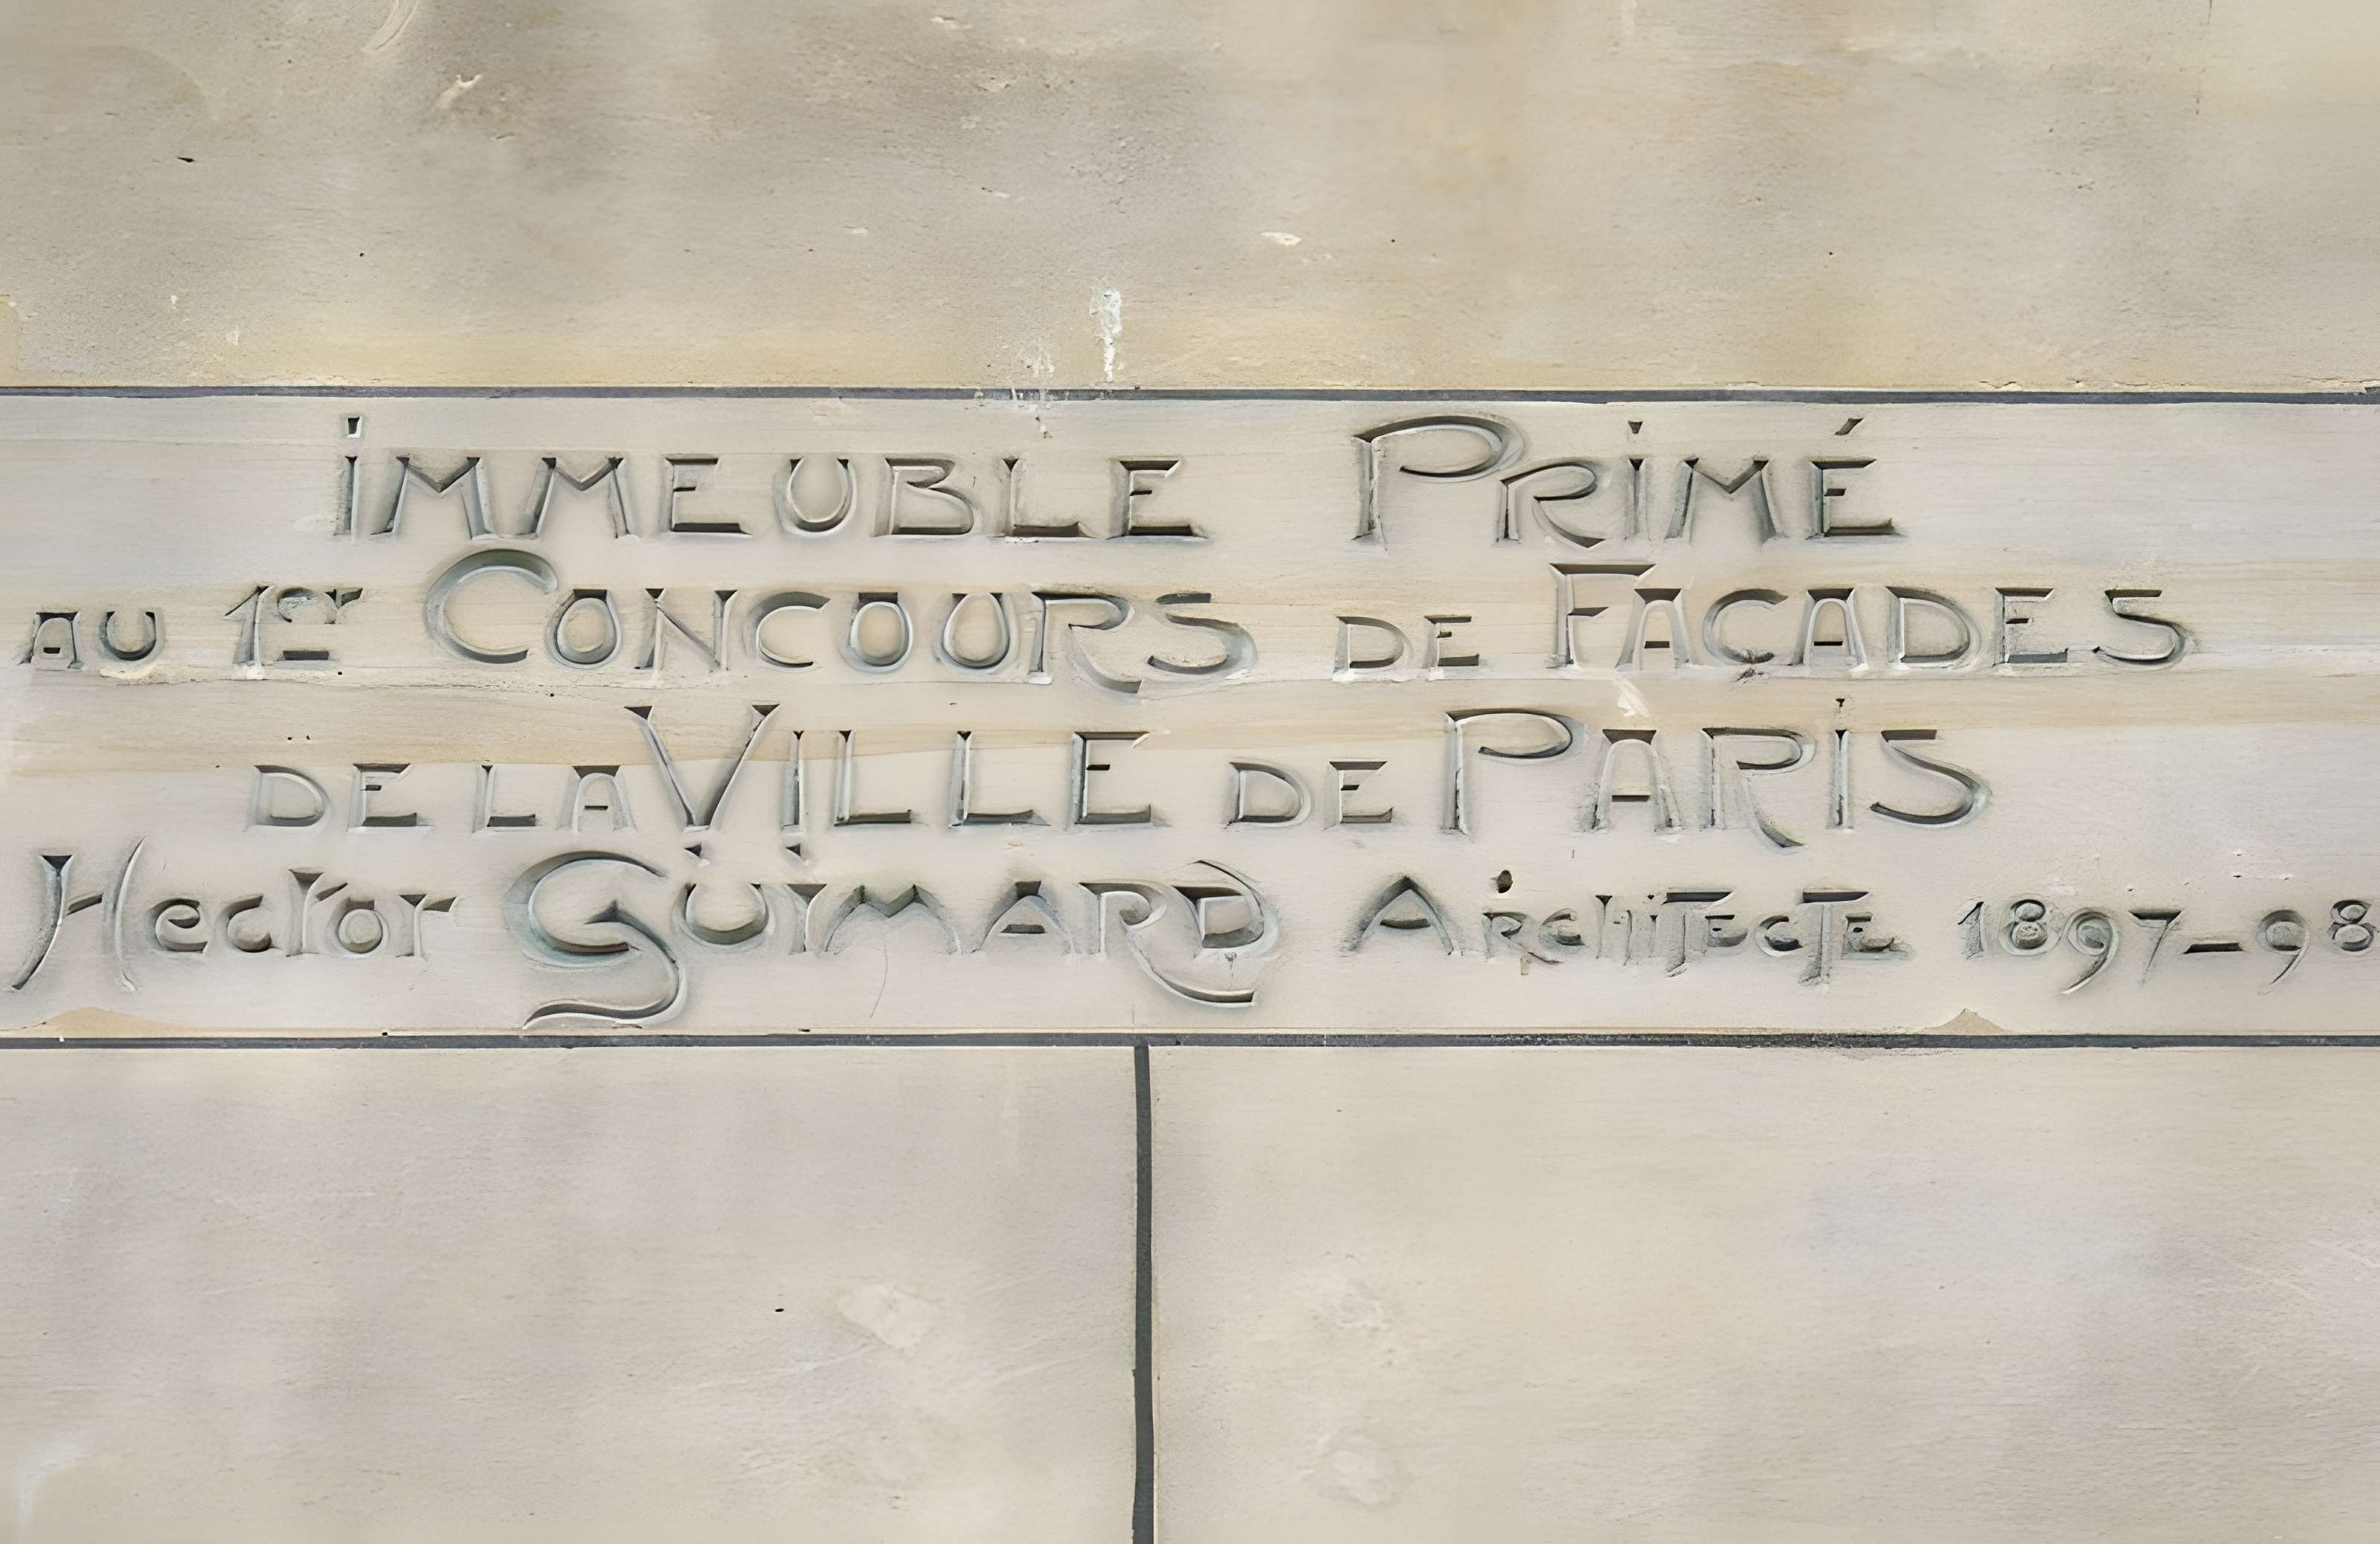 iMMEUBLE PRiMÉ
AU 1er CONCOURS DE FAÇADES
DE LA VILLE DE PARiS
Hector GUiMARD ARchiTECTE 1897-98